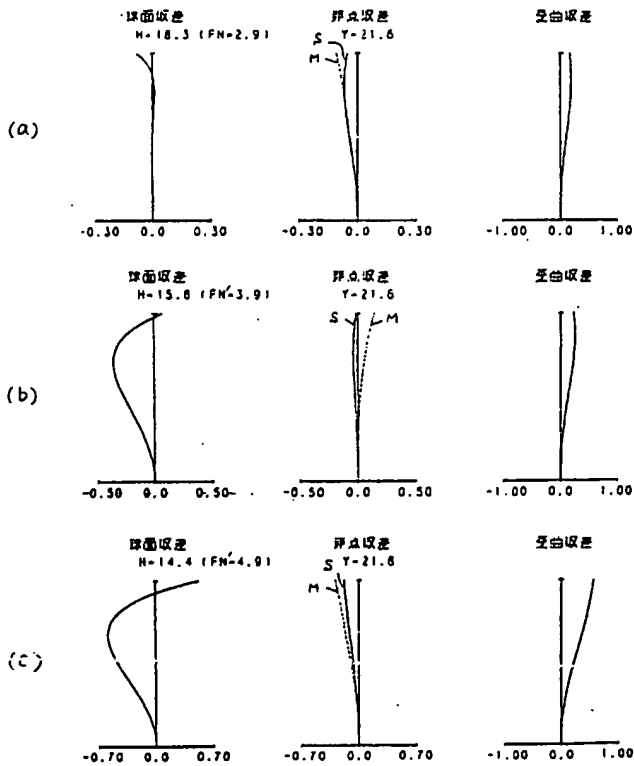 球面収差 非点収差 歪曲収差
H=18.3 (FN=2.9) Y=21.6
S
M
(a)
-0.30 0.0 0.30 -0.30 0.0 0.30 -1.00 0.0 1.00
球面収差 非点収差 歪曲収差
H=15.8 (FN'=3.9) Y=21.6
S M
(b)
-0.50 0.0 0.50 -0.50 0.0 0.50 -1.00 0.0 1.00
球面収差 非点収差 歪曲収差
H=14.4 (FN'=4.9) Y=21.6
S
M
(c)
-0.70 0.0 0.70 -0.70 0.0 0.70 -1.00 0.0 1.00